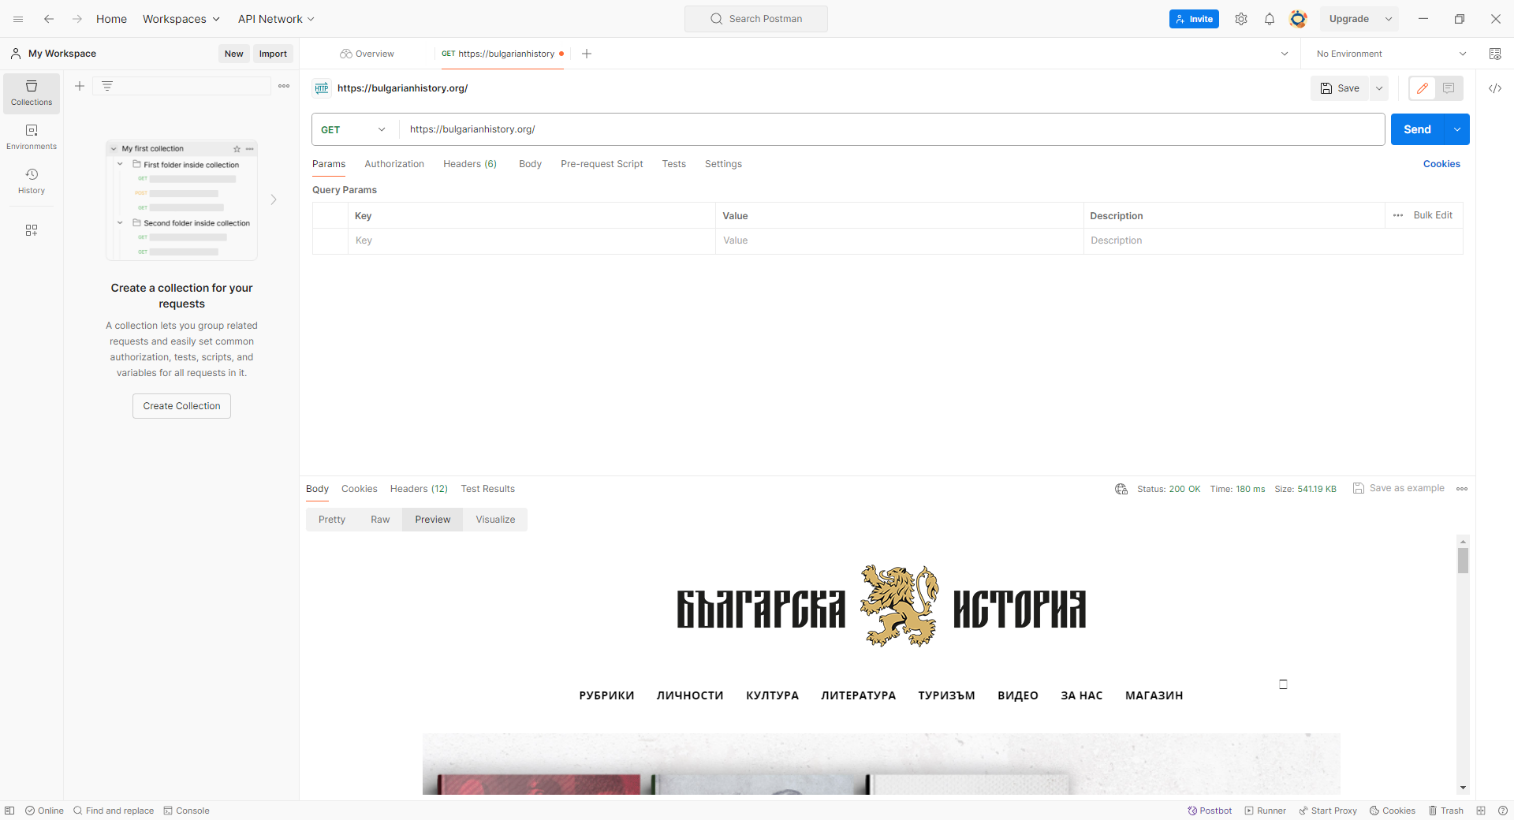 Home Workspaces API Network Search Postman Invite Upgrade
My Workspace New Import Overview GET https://bulgarianhistory No Environment
Collections
Environments
History
My first collection
First folder inside collection
GET
POST
GET
Second folder inside collection
GET
GET
Create a collection for your
requests
A collection lets you group related
requests and easily set common
authorization, tests, scripts, and
variables for all requests in it.
Create Collection
HTTP https://bulgarianhistory.org/ Save
GET https://bulgarianhistory.org/ Send
Params Authorization Headers (6) Body Pre-request Script Tests Settings Cookies
Query Params
Key Value Description Bulk Edit
Key Value Description
Body Cookies Headers (12) Test Results Status: 200 OK Time: 180 ms Size: 541.19 KB Save as example
Pretty Raw Preview Visualize
БЪЛГАРСКА ИСТОРИЯ
РУБРИКИ ЛИЧНОСТИ КУЛТУРА ЛИТЕРАТУРА ТУРИЗЪМ ВИДЕО ЗА НАС МАГАЗИН
Online Find and replace Console Postbot Runner Start Proxy Cookies Trash